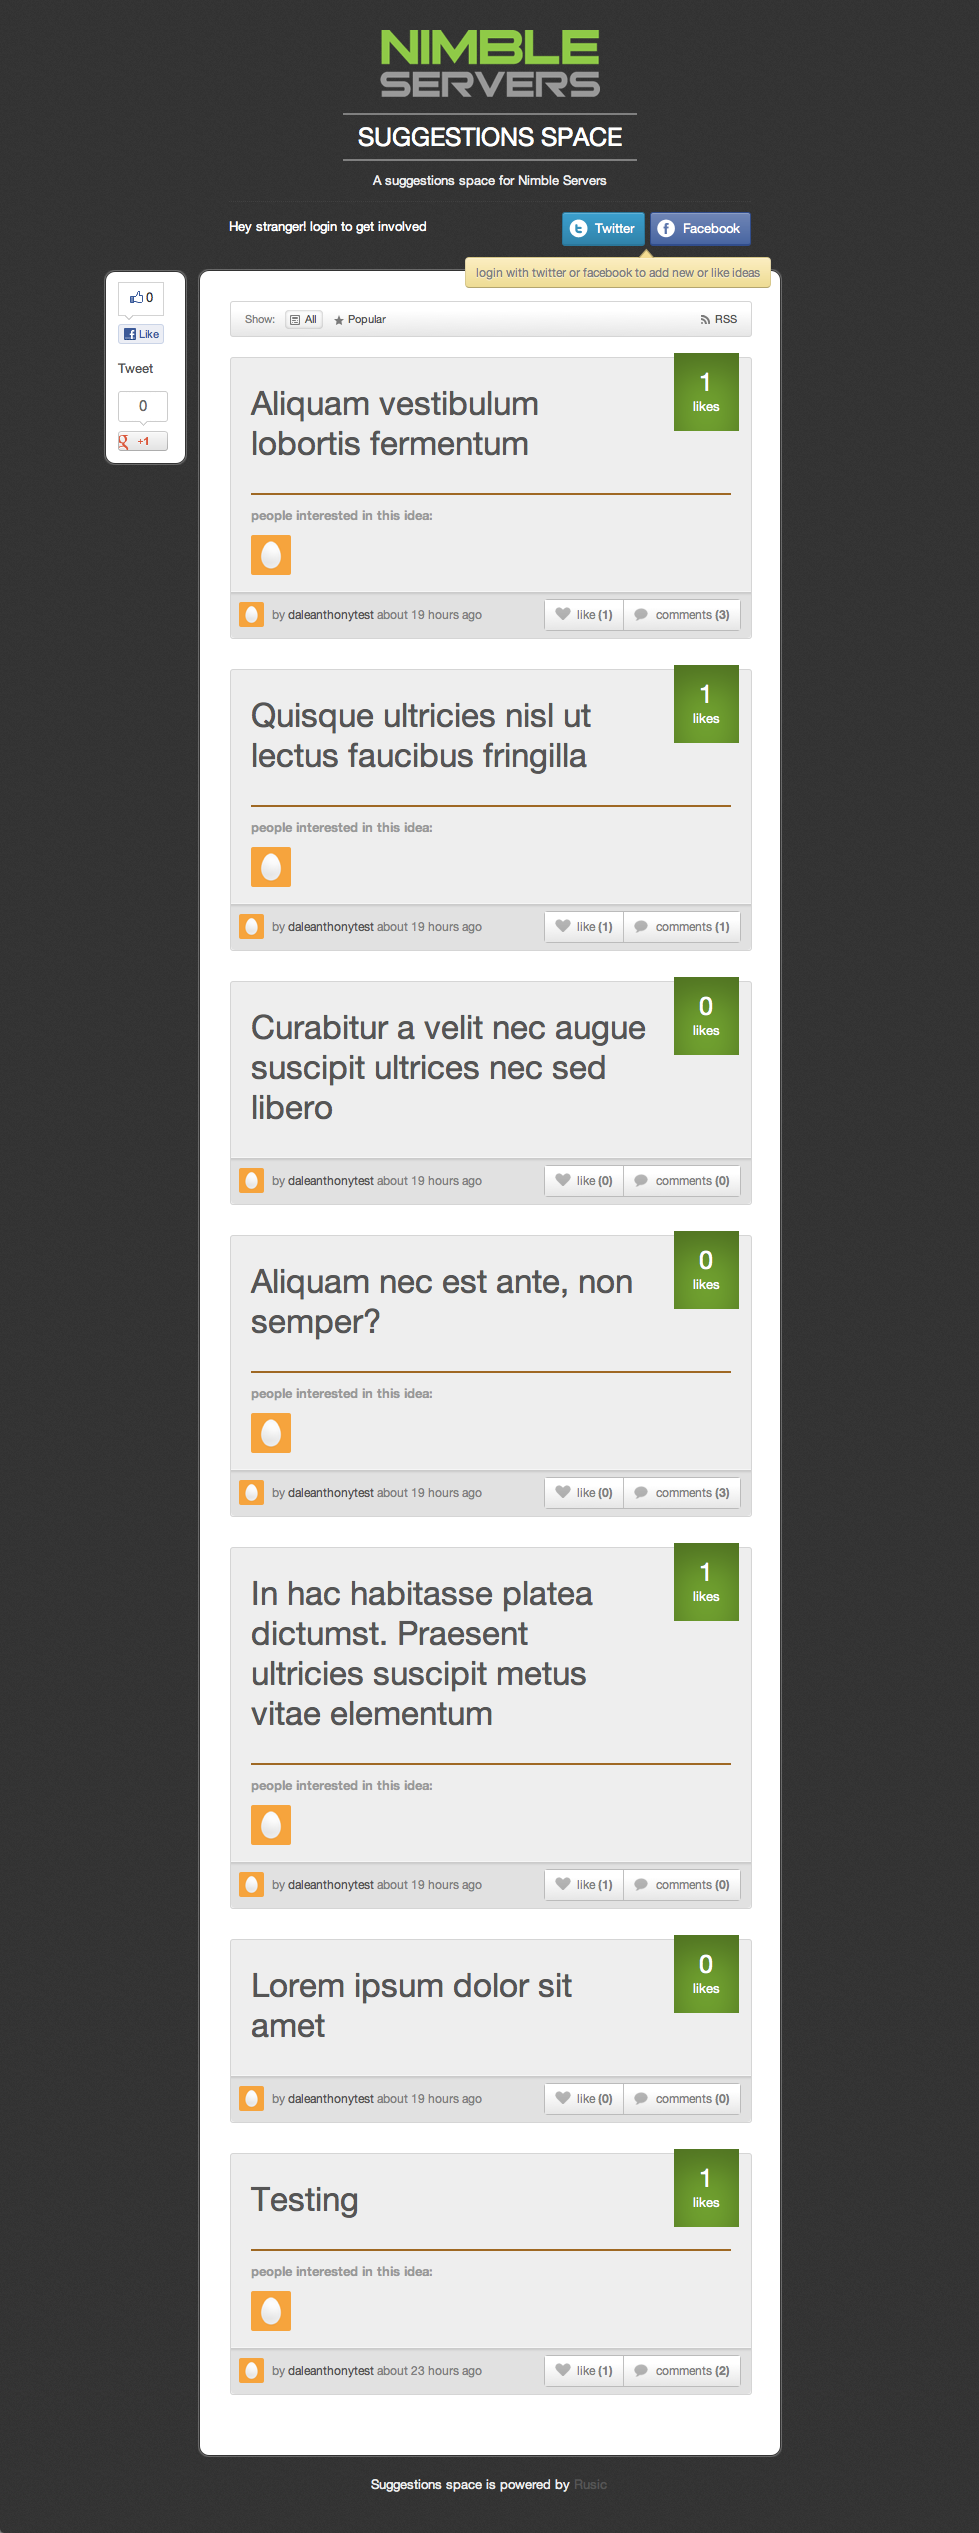 NIMBLE
SERVERS
SUGGESTIONS SPACE
A suggestions space for Nimble Servers
Hey stranger! login to get involved
Twitter
Facebook
login with twitter or facebook to add new or like ideas
0
Like
Tweet
0
+1
Show: All Popular RSS
Aliquam vestibulum
lobortis fermentum
1
likes
people interested in this idea:
by daleanthonytest about 19 hours ago
like (1)
comments (3)
Quisque ultricies nisl ut
lectus faucibus fringilla
1
likes
people interested in this idea:
by daleanthonytest about 19 hours ago
like (1)
comments (1)
Curabitur a velit nec augue
suscipit ultrices nec sed
libero
0
likes
by daleanthonytest about 19 hours ago
like (0)
comments (0)
Aliquam nec est ante, non
semper?
0
likes
people interested in this idea:
by daleanthonytest about 19 hours ago
like (0)
comments (3)
In hac habitasse platea
dictumst. Praesent
ultricies suscipit metus
vitae elementum
1
likes
people interested in this idea:
by daleanthonytest about 19 hours ago
like (1)
comments (0)
Lorem ipsum dolor sit
amet
0
likes
by daleanthonytest about 19 hours ago
like (0)
comments (0)
Testing
1
likes
people interested in this idea:
by daleanthonytest about 23 hours ago
like (1)
comments (2)
Suggestions space is powered by Rusic